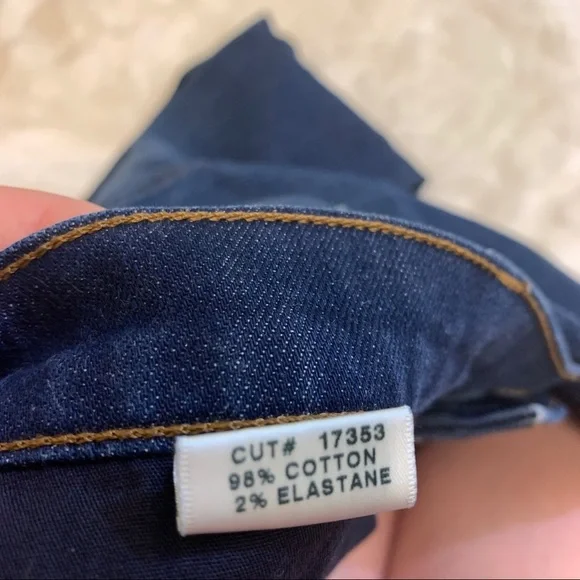 CUT# 17353
98% COTTON
2% ELASTANE